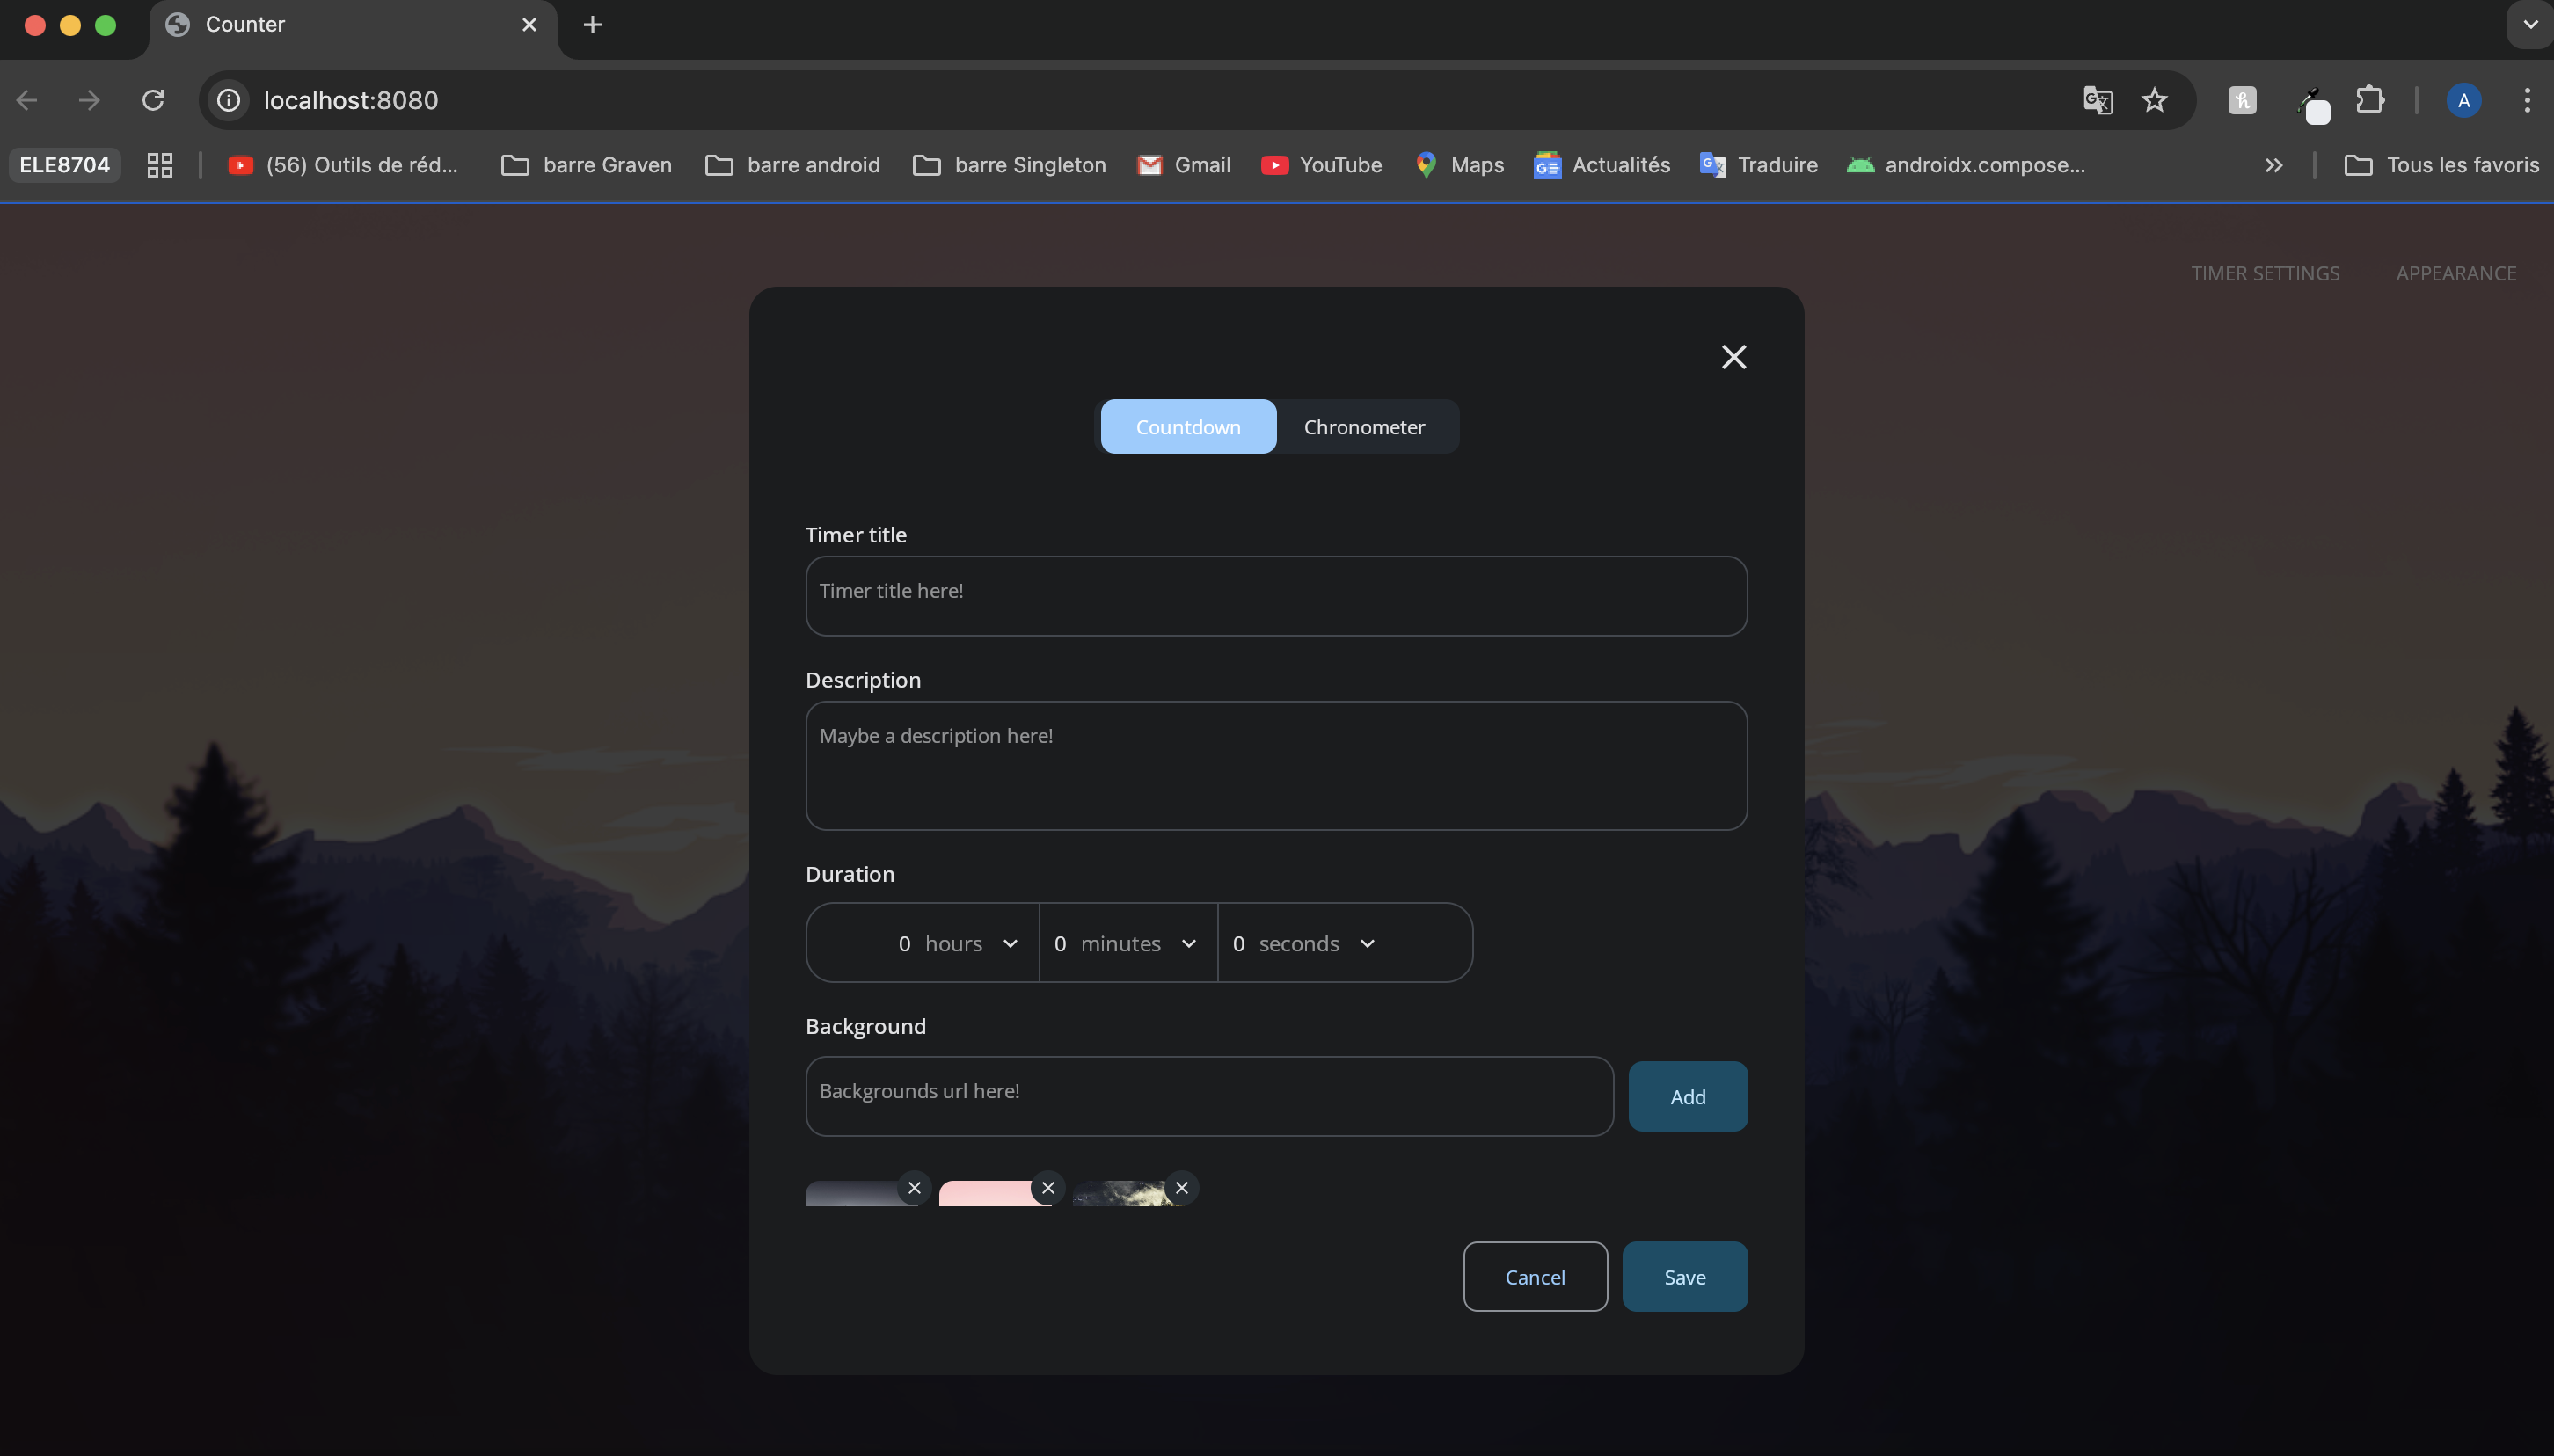 Counter
localhost:8080
A
ELE8704
(56) Outils de réd...
barre Graven
barre android
barre Singleton
Gmail
YouTube
Maps
Actualités
Traduire
androidx.compose...
Tous les favoris
TIMER SETTINGS
APPEARANCE
Countdown
Chronometer
Timer title
Timer title here!
Description
Maybe a description here!
Duration
0 hours
0 minutes
0 seconds
Background
Backgrounds url here!
Add
Cancel
Save